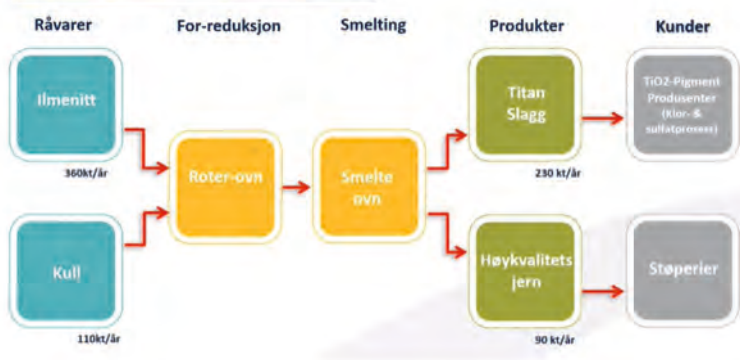 Råvarer
For-reduksjon
Smelting
Produkter
Kunder
Ilmenitt
360kt/år
Kull
110kt/år
Roter-ovn
Smelte
ovn
Titan
Slagg
230 kt/år
Høykvalitets
jern
90 kt/år
TiO2-Pigment
Produsenter
(Klor- &
sulfatprosess)
Støperier